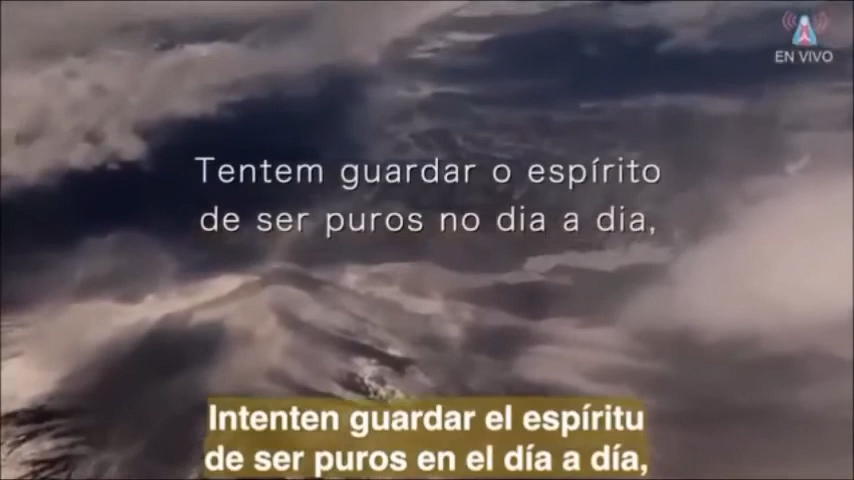 EN VIVO
Tentem guardar o espírito
de ser puros no dia a dia,
Intenten guardar el espíritu
de ser puros en el día a día,